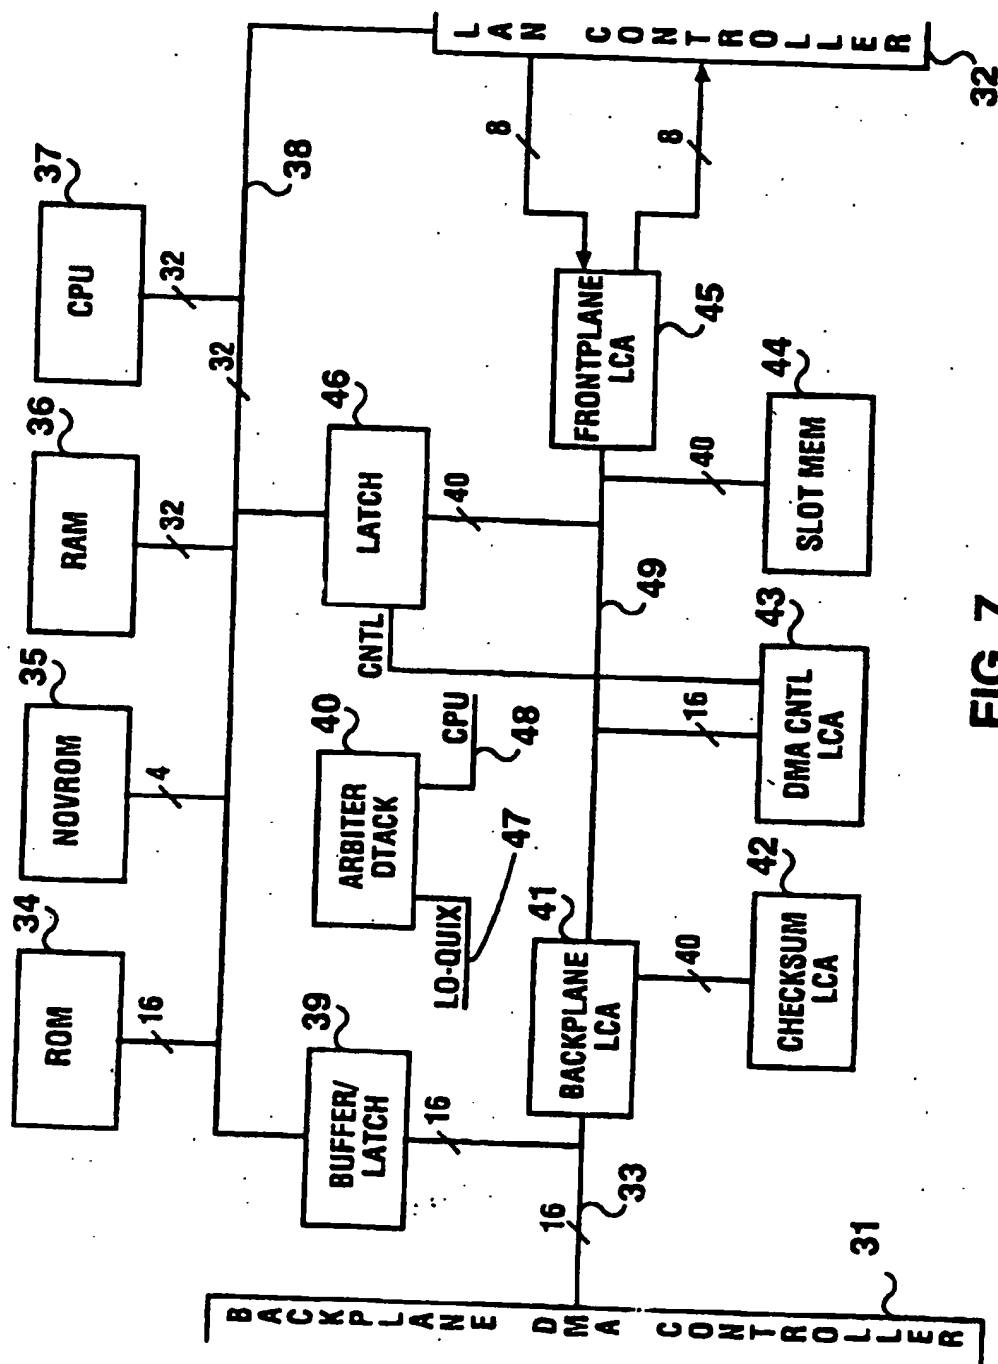 34
ROM
16
35
NOVROM
4
36
RAM
32
37
CPU
32
32
38
BACKPLANE DMA CONTROLLER
31
39
BUFFER/
LATCH
16
40
ARBITER
DTACK
LO-QUIX
47
CPU
48
46
LATCH
CNTL
40
LAN CONTROLLER
32
8
8
16
33
41
BACKPLANE
LCA
49
FRONTPLANE
LCA
45
40
42
CHECKSUM
LCA
16
43
DMA CNTL
LCA
40
44
SLOT MEM
FIG. 7